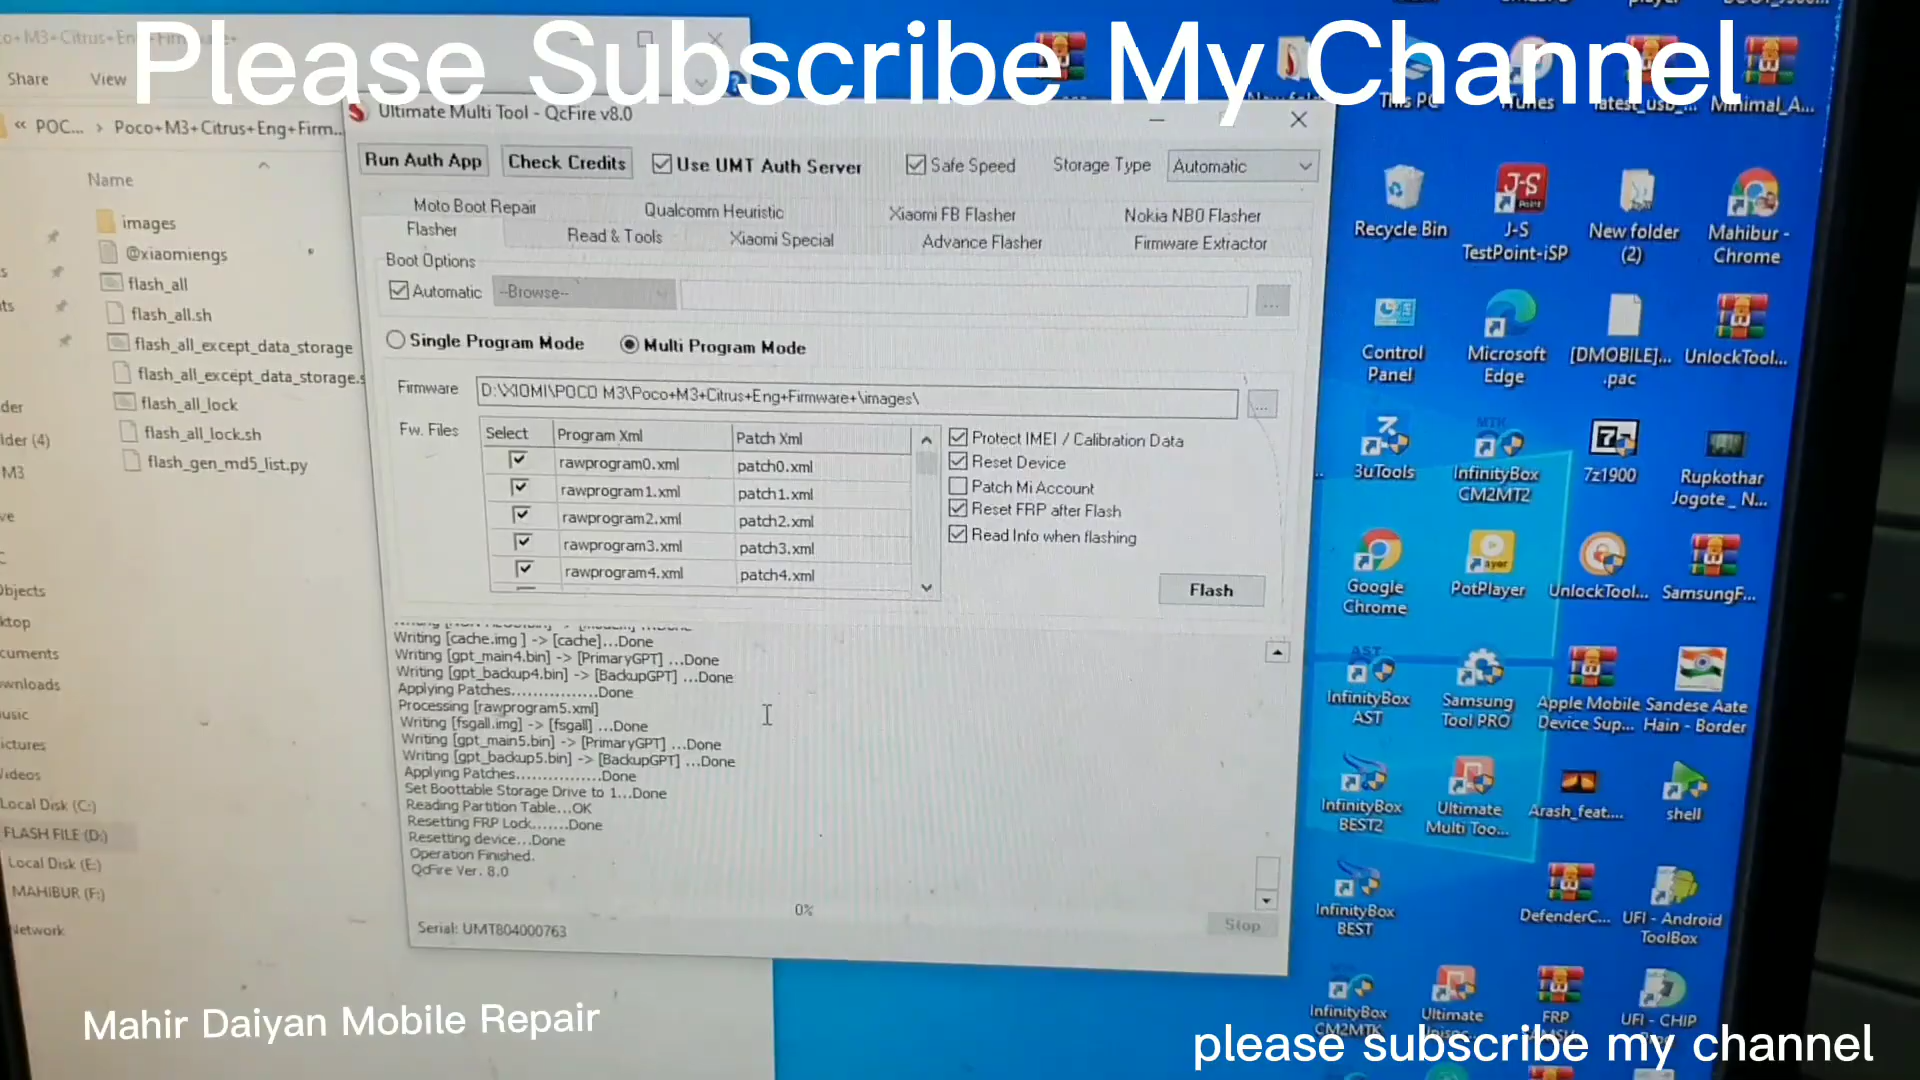 Please Subscribe My Channel
Share
View
POC...
Poco+M3+Citrus+Eng+Firm...
Name
images
@xiaomiengs
flash_all
flash_all.sh
flash_all_except_data_storage
flash_all_except_data_storage.s
flash_all_lock
flash_all_lock.sh
flash_gen_md5_list.py
Local Disk (C:)
FLASH FILE (D:)
Local Disk (E:)
MAHIBUR (F:)
Ultimate Multi Tool - QcFire v8.0
Run Auth App
Check Credits
Use UMT Auth Server
Safe Speed
Storage Type
Automatic
Moto Boot Repair
Qualcomm Heuristic
Xiaomi FB Flasher
Nokia NB0 Flasher
Flasher
Read & Tools
Xiaomi Special
Advance Flasher
Firmware Extractor
Boot Options
Automatic
--Browse--
...
Single Program Mode
Multi Program Mode
Firmware
D:\XIOMI\POCO M3\Poco+M3+Citrus+Eng+Firmware+\images\
...
Fw. Files
Select
Program Xml
Patch Xml
rawprogram0.xml
patch0.xml
rawprogram1.xml
patch1.xml
rawprogram2.xml
patch2.xml
rawprogram3.xml
patch3.xml
rawprogram4.xml
patch4.xml
Protect IMEI / Calibration Data
Reset Device
Patch Mi Account
Reset FRP after Flash
Read Info when flashing
Flash
Writing [cache.img ] -> [cache]...Done
Writing [gpt_main4.bin] -> [PrimaryGPT] ...Done
Writing [gpt_backup4.bin] -> [BackupGPT] ...Done
Applying Patches................Done
Processing [rawprogram5.xml]
Writing [fsgall.img] -> [fsgall] ...Done
Writing [gpt_main5.bin] -> [PrimaryGPT] ...Done
Writing [gpt_backup5.bin] -> [BackupGPT] ...Done
Applying Patches................Done
Set Boottable Storage Drive to 1...Done
Reading Partition Table...OK
Resetting FRP Lock.......Done
Resetting device...Done
Operation Finished.
QcFire Ver. 8.0
0%
Stop
Serial: UMT804000763
This PC
iTunes
latest_usb_...
Minimal_A...
Recycle Bin
J-S
TestPoint-iSP
New folder
(2)
Mahibur -
Chrome
Control
Panel
Microsoft
Edge
[DMOBILE]...
.pac
UnlockTool...
3uTools
InfinityBox
CM2MT2
7z1900
Rupkothar
Jogote _ N...
Google
Chrome
PotPlayer
UnlockTool...
SamsungF...
InfinityBox
AST
Samsung
Tool PRO
Apple Mobile
Device Sup...
Sandese Aate
Hain - Border
InfinityBox
BEST2
Ultimate
Multi Too...
Arash_feat....
shell
InfinityBox
BEST
DefenderC...
UFI - Android
ToolBox
InfinityBox
CM2MTK
Ultimate
FRP
UFI - CHIP
Mahir Daiyan Mobile Repair
please subscribe my channel